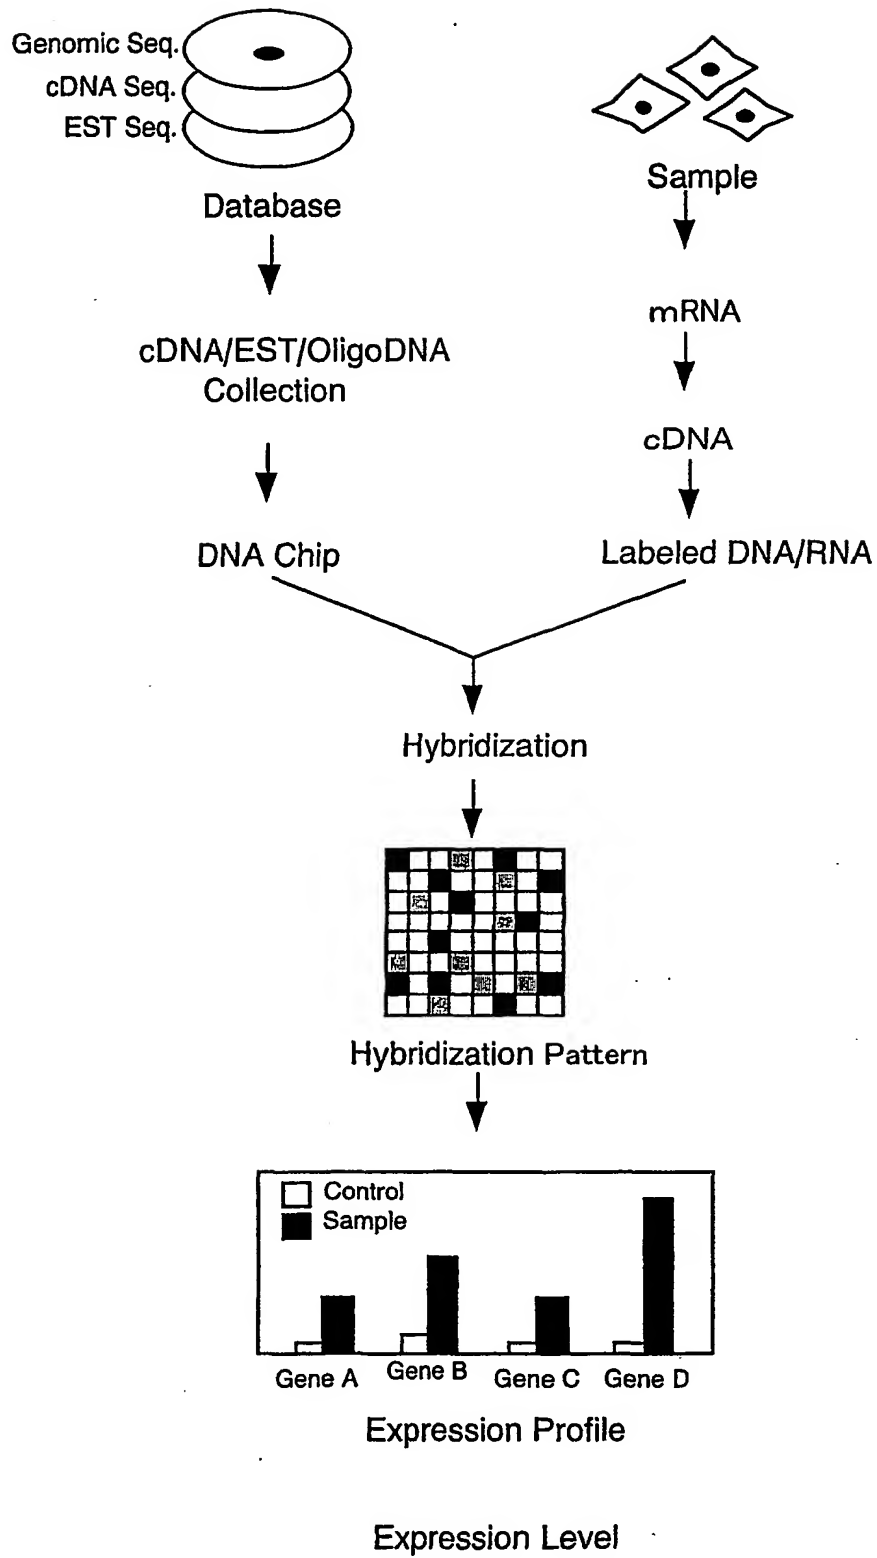 Genomic Seq.
cDNA Seq.
EST Seq.
Database
Sample
cDNA/EST/OligoDNA
Collection
mRNA
cDNA
DNA Chip
Labeled DNA/RNA
Hybridization
Hybridization Pattern
Control
Sample
Gene A
Gene B
Gene C
Gene D
Expression Profile
Expression Level